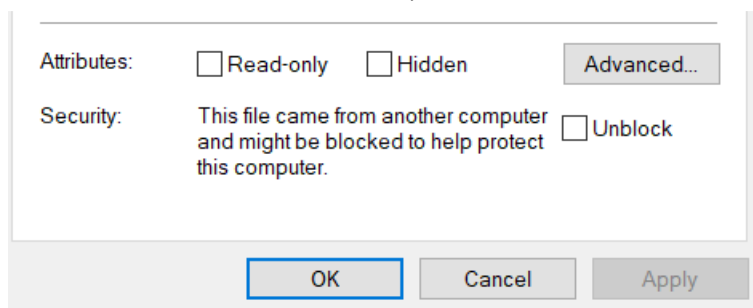 Attributes: Read-only Hidden Advanced...
Security: This file came from another computer
and might be blocked to help protect Unblock
this computer.
OK Cancel Apply